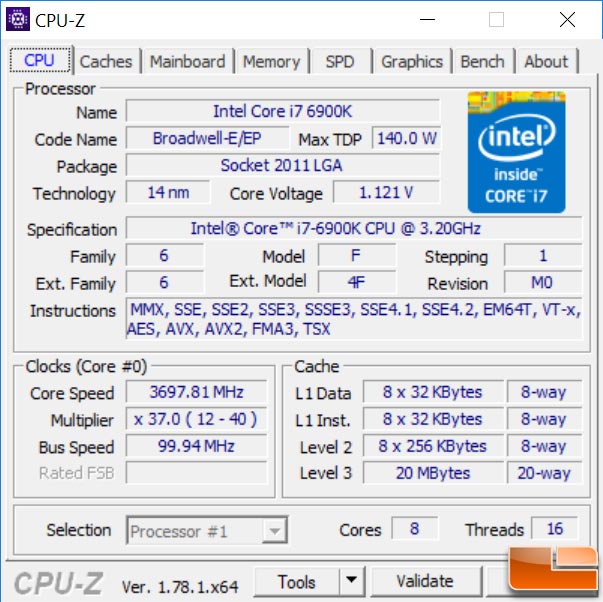 CPU-Z
CPU Caches Mainboard Memory SPD Graphics Bench About
Processor
Name Intel Core i7 6900K
Code Name Broadwell-E/EP Max TDP 140.0 W
Package Socket 2011 LGA
Technology 14 nm Core Voltage 1.121 V
intel
inside™
CORE™ i7
Specification Intel® Core™ i7-6900K CPU @ 3.20GHz
Family 6 Model F Stepping 1
Ext. Family 6 Ext. Model 4F Revision M0
Instructions MMX, SSE, SSE2, SSE3, SSSE3, SSE4.1, SSE4.2, EM64T, VT-x,
AES, AVX, AVX2, FMA3, TSX
Clocks (Core #0)
Core Speed 3697.81 MHz
Multiplier x 37.0 ( 12 - 40 )
Bus Speed 99.94 MHz
Rated FSB
Cache
L1 Data 8 x 32 KBytes 8-way
L1 Inst. 8 x 32 KBytes 8-way
Level 2 8 x 256 KBytes 8-way
Level 3 20 MBytes 20-way
Selection Processor #1 Cores 8 Threads 16
CPU-Z Ver. 1.78.1.x64 Tools Validate